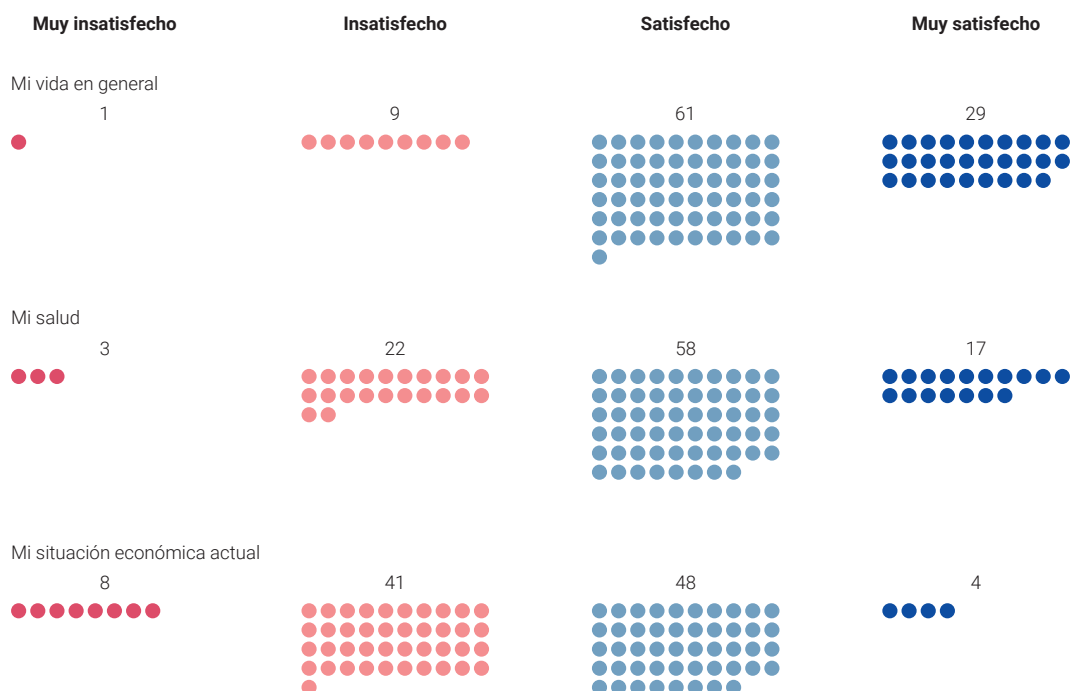 Muy insatisfecho Insatisfecho Satisfecho Muy satisfecho
Mi vida en general
1 9 61 29
Mi salud
3 22 58 17
Mi situación económica actual
8 41 48 4